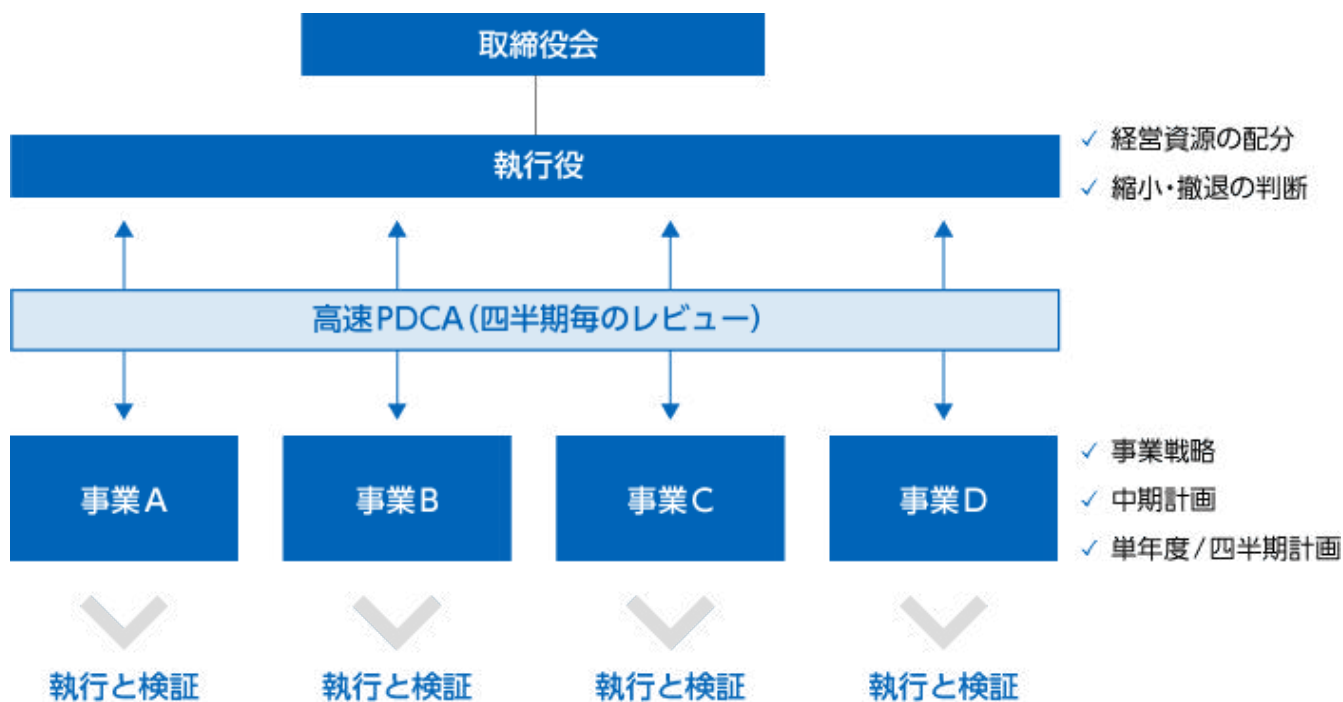 取締役会
執行役
✓ 経営資源の配分
✓ 縮小・撤退の判断
高速PDCA(四半期毎のレビュー)
事業A
事業B
事業C
事業D
✓ 事業戦略
✓ 中期計画
✓ 単年度/四半期計画
執行と検証
執行と検証
執行と検証
執行と検証